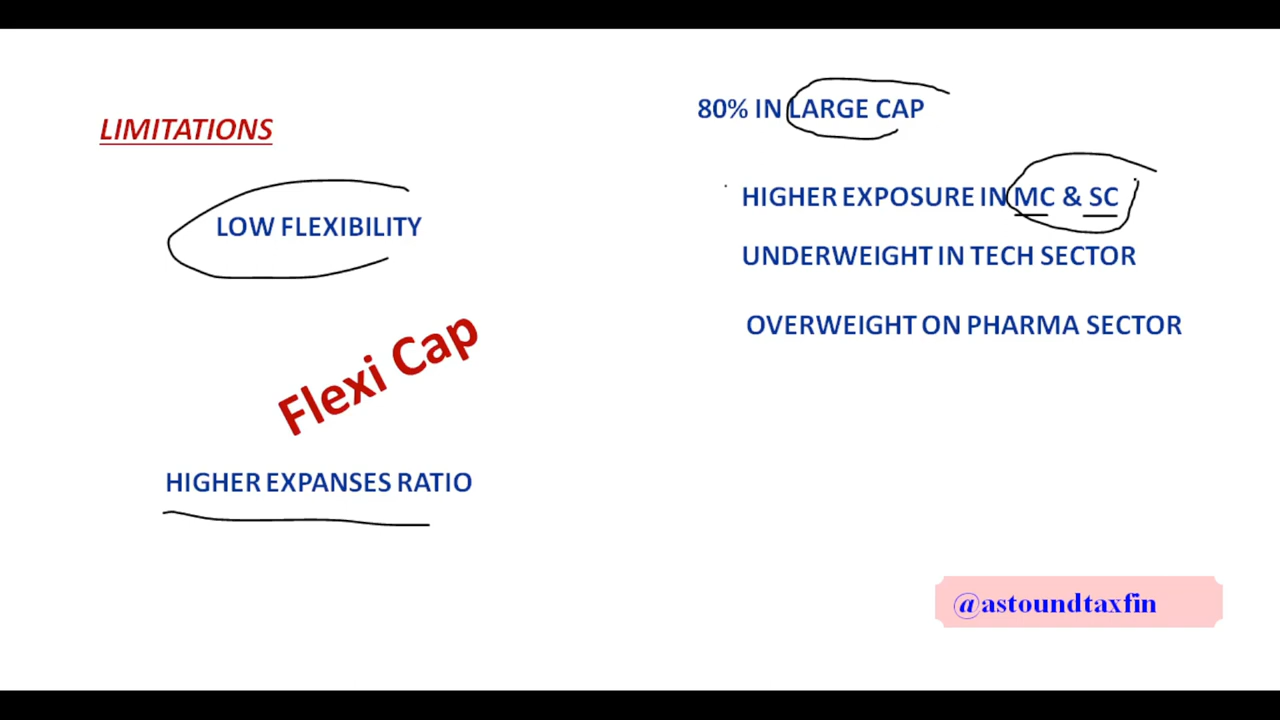 LIMITATIONS
LOW FLEXIBILITY
Flexi Cap
HIGHER EXPANSES RATIO
80% IN LARGE CAP
HIGHER EXPOSURE IN MC & SC
UNDERWEIGHT IN TECH SECTOR
OVERWEIGHT ON PHARMA SECTOR
@astoundtaxfin